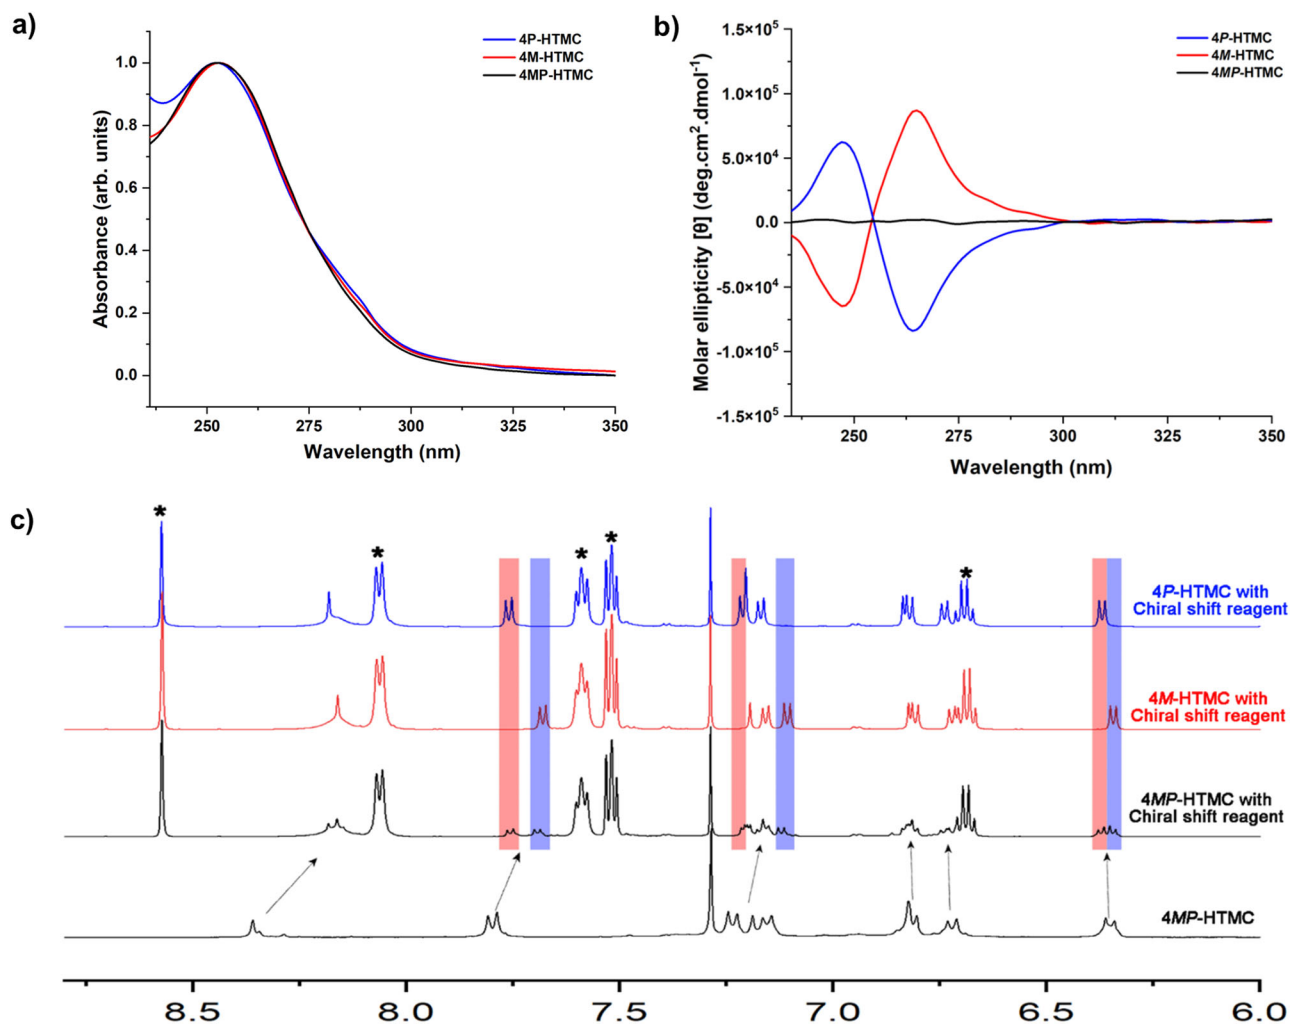 a)
4P-HTMC
4M-HTMC
4MP-HTMC
Absorbance (arb. units)
1.0
0.8
0.6
0.4
0.2
0.0
250
275
300
325
350
Wavelength (nm)
b)
4P-HTMC
4M-HTMC
4MP-HTMC
Molar ellipticity [θ] (deg.cm².dmol⁻¹)
1.5×10⁵
1.0×10⁵
5.0×10⁴
0.0
-5.0×10⁴
-1.0×10⁵
-1.5×10⁵
250
275
300
325
350
Wavelength (nm)
c)
*
*
*
*
*
4P-HTMC with
Chiral shift reagent
4M-HTMC with
Chiral shift reagent
4MP-HTMC with
Chiral shift reagent
4MP-HTMC
8.5
8.0
7.5
7.0
6.5
6.0